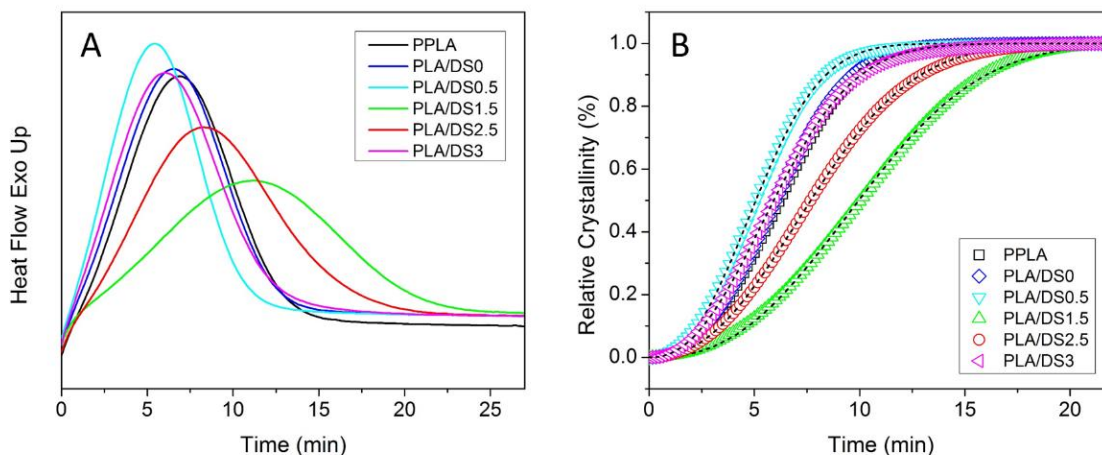 A
PPLA
PLA/DS0
PLA/DS0.5
PLA/DS1.5
PLA/DS2.5
PLA/DS3
Heat Flow Exo Up
0 5 10 15 20 25
Time (min)
B
1.0
0.8
0.6
0.4
0.2
0.0
Relative Crystallinity (%)
PPLA
PLA/DS0
PLA/DS0.5
PLA/DS1.5
PLA/DS2.5
PLA/DS3
0 5 10 15 20
Time (min)